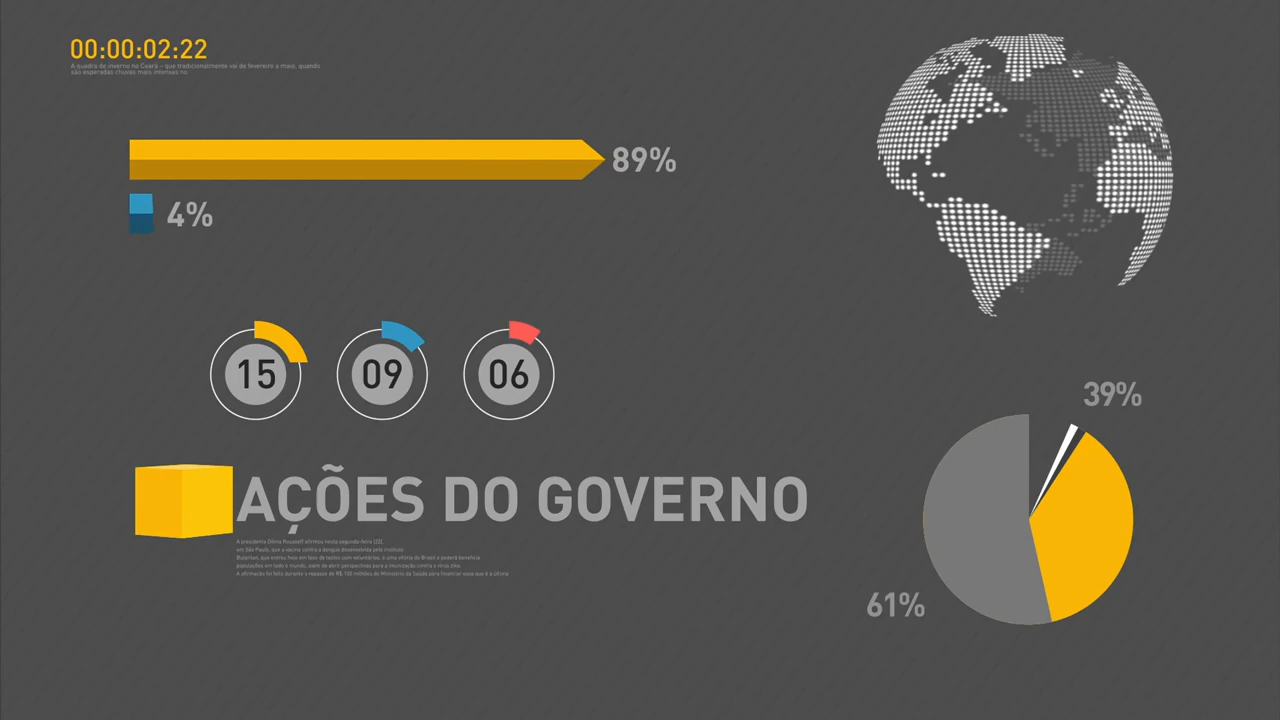 00:00:02:22
A quadra de inverno no Ceará – que tradicionalmente vai de fevereiro a maio, quando
são esperadas chuvas mais intensas no
89%
4%
15 09 06
39%
AÇÕES DO GOVERNO
A presidenta Dilma Rousseff afirmou nesta segunda-feira (22),
em São Paulo, que a vacina contra a dengue desenvolvida pelo Instituto
Butantan, que entrou hoje em fase de testes com voluntários, é uma vitória do Brasil e poderá beneficia
populações em todo o mundo, além de abrir perspectivas para a imunização contra o vírus zika.
A afirmação foi feita durante o repasse de R$ 100 milhões do Ministério da Saúde para financiar essa que é a última
61%